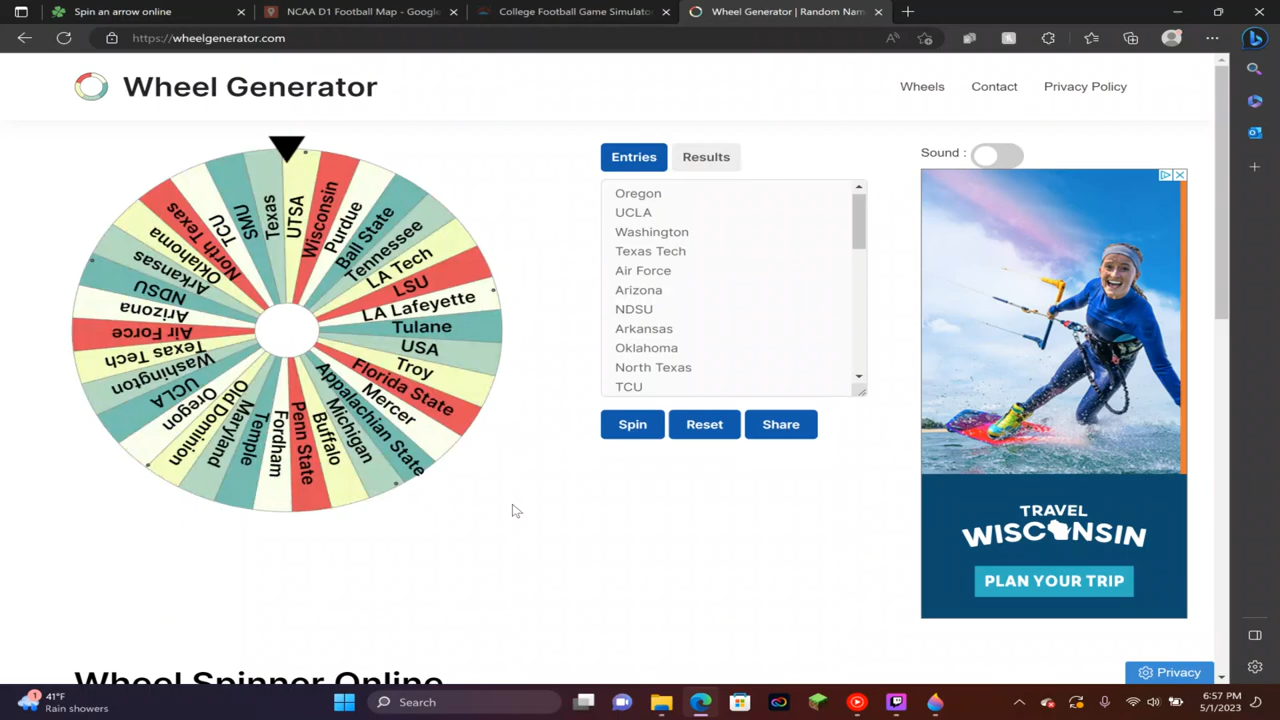 Spin an arrow online
NCAA D1 Football Map - Google
College Football Game Simulator
Wheel Generator | Random Nam
https://wheelgenerator.com
Wheel Generator
Wheels
Contact
Privacy Policy
UTSA
Wisconsin
Purdue
Ball State
Tennessee
LA Tech
LSU
LA Lafeyette
Tulane
USA
Troy
Florida State
Mercer
Appalachian State
Michigan
Buffalo
Penn State
Fordham
Temple
Maryland
Old Dominion
Oregon
UCLA
Washington
Texas Tech
Air Force
Arizona
NDSU
Arkansas
Oklahoma
North Texas
TCU
SMU
Texas
Entries
Results
Oregon
UCLA
Washington
Texas Tech
Air Force
Arizona
NDSU
Arkansas
Oklahoma
North Texas
TCU
Spin
Reset
Share
Sound :
TRAVEL
WISCONSIN
PLAN YOUR TRIP
Wheel Spinner Online
Privacy
1
41°F
Rain showers
Search
6:57 PM
5/1/2023